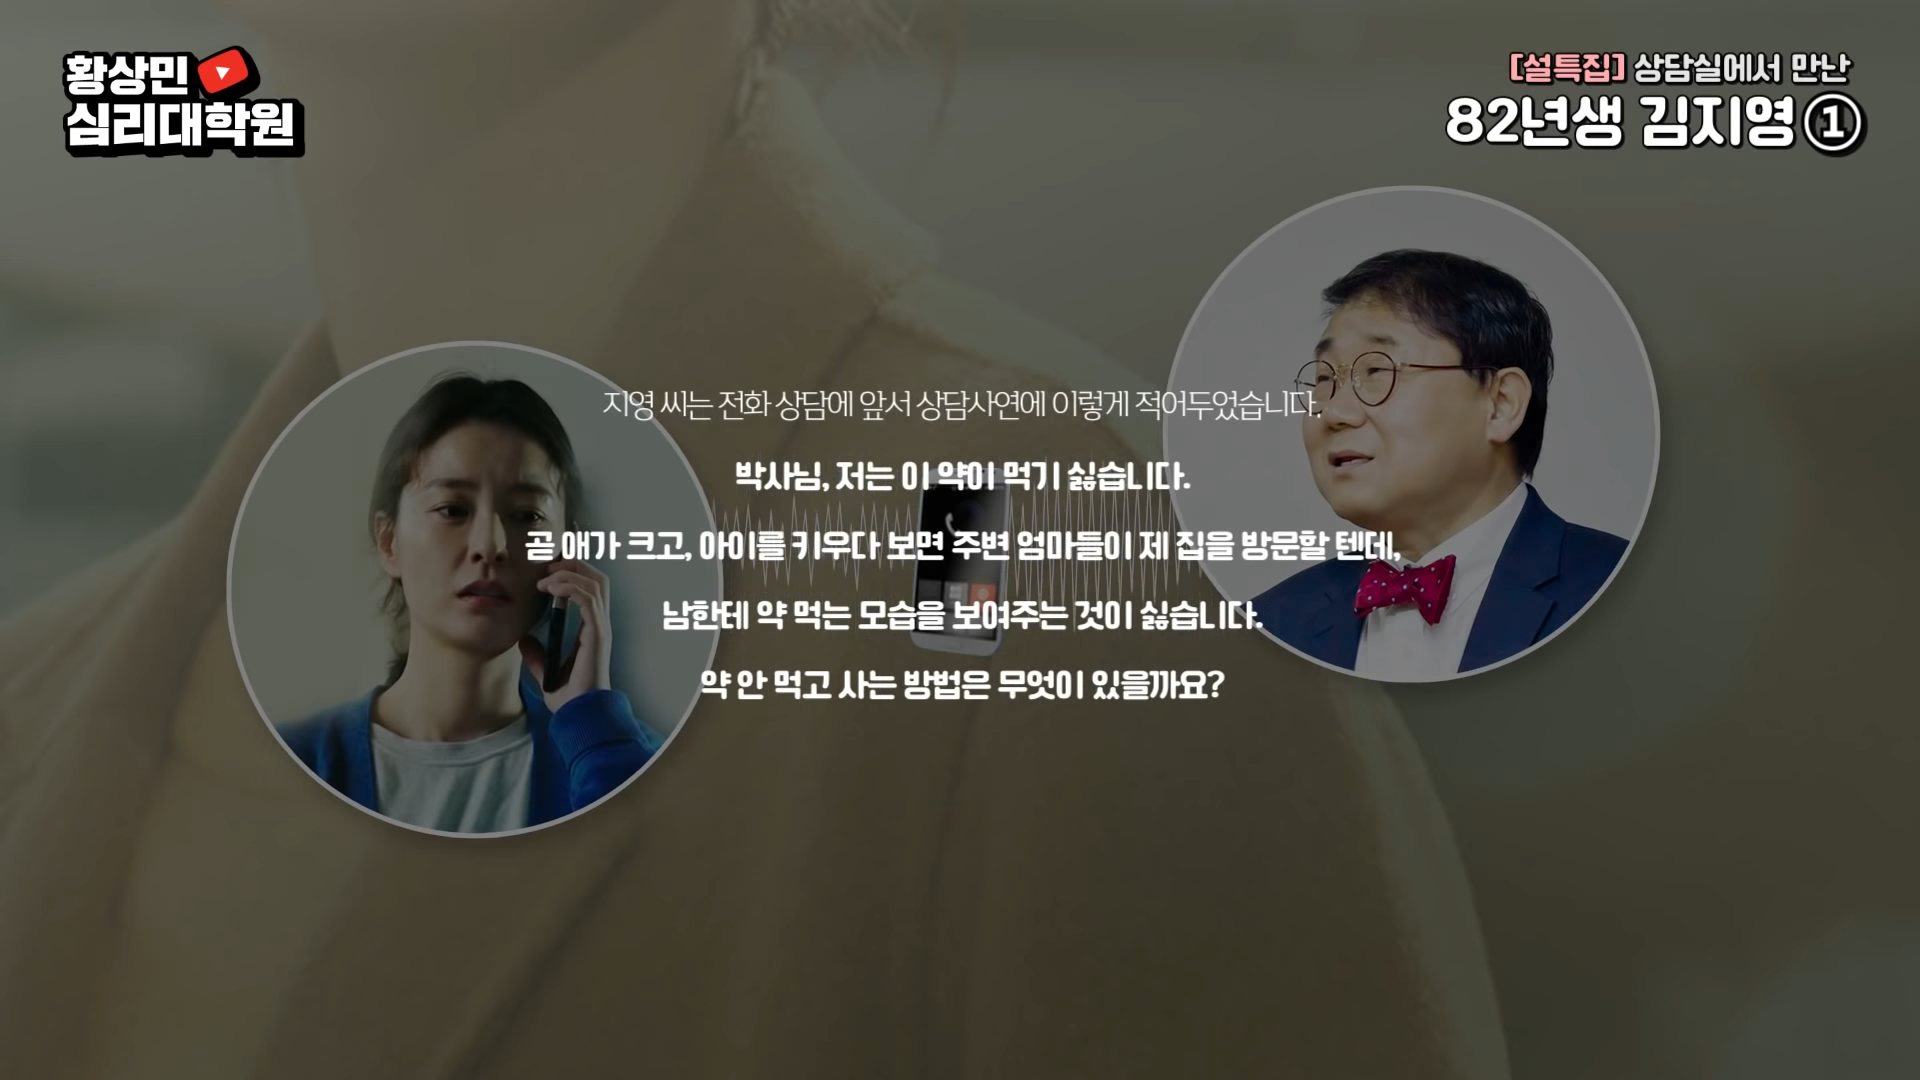 황상민
심리대학원
[설특집] 상담실에서 만난
82년생 김지영①
지영 씨는 전화 상담에 앞서 상담사연에 이렇게 적어두었습니다.
박사님, 저는 이 약이 먹기 싫습니다.
곧 애가 크고, 아이를 키우다 보면 주변 엄마들이 제 집을 방문할 텐데,
남한테 약 먹는 모습을 보여주는 것이 싫습니다.
약 안 먹고 사는 방법은 무엇이 있을까요?